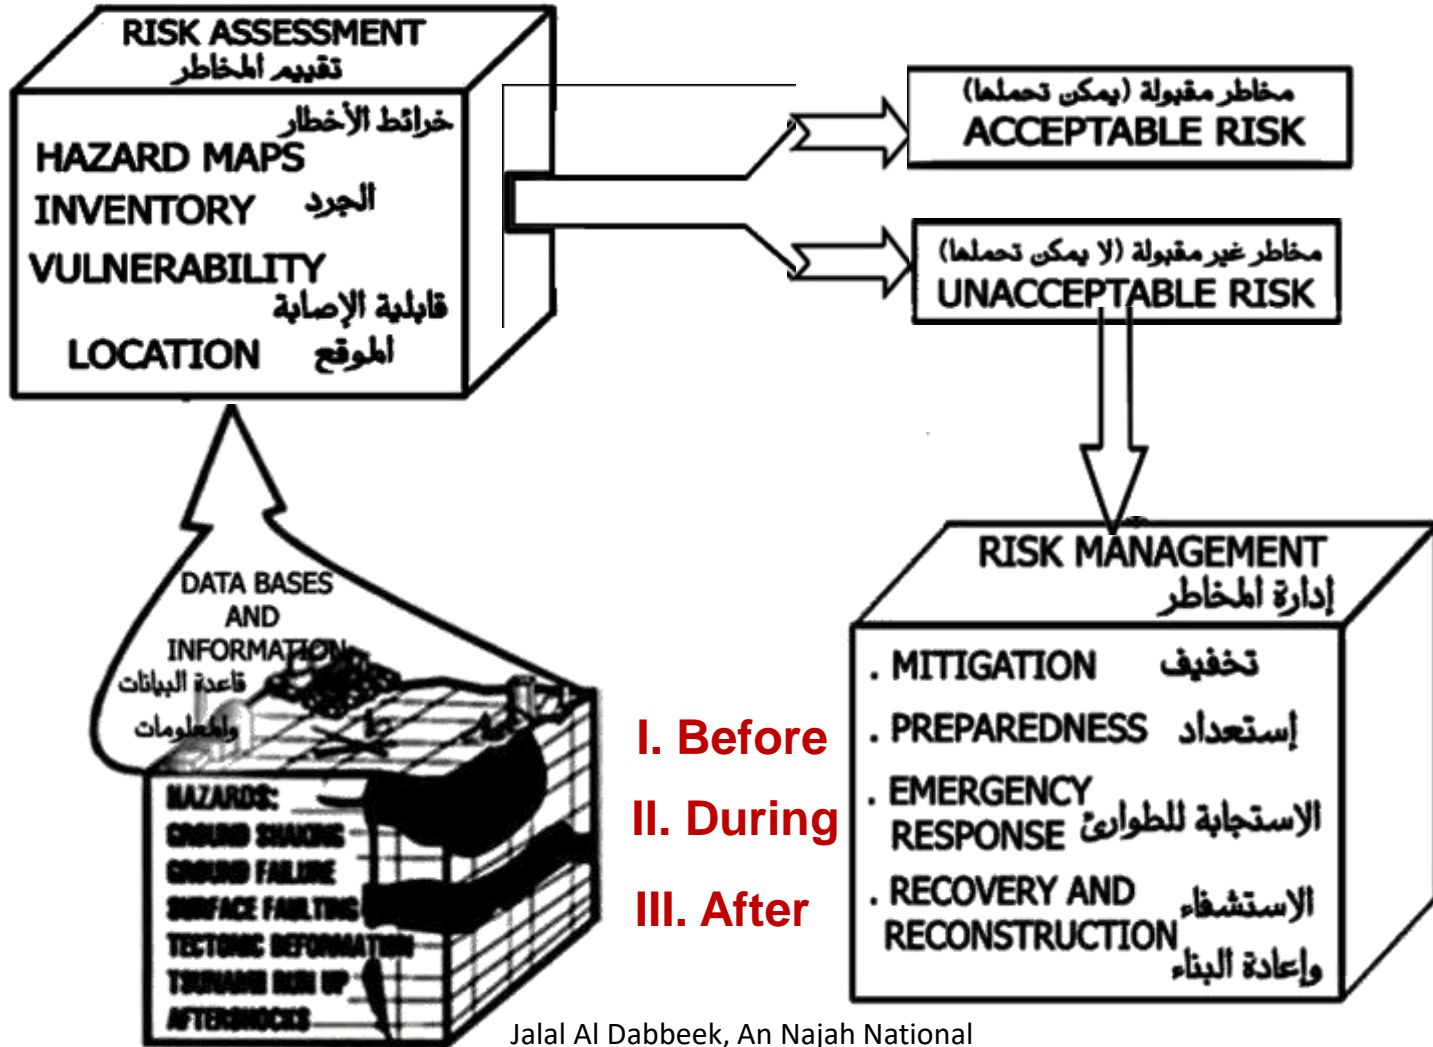 RISK ASSESSMENT
تقييم المخاطر
خرائط الأخطار
HAZARD MAPS
INVENTORY الجرد
VULNERABILITY
قابلية الإصابة
LOCATION الموقع
مخاطر مقبولة (يمكن تحملها)
ACCEPTABLE RISK
مخاطر غير مقبولة (لا يمكن تحملها)
UNACCEPTABLE RISK
DATA BASES
AND
INFORMATION
قاعدة البيانات
والمعلومات
HAZARDS:
GROUND SHAKING
GROUND FAILURE
SURFACE FAULTING
TECTONIC DEFORMATION
TSUNAMI RUN UP
AFTERSHOCKS
I. Before
II. During
III. After
RISK MANAGEMENT
إدارة المخاطر
. MITIGATION تخفيف
. PREPAREDNESS إستعداد
. EMERGENCY
RESPONSE الاستجابة للطوارئ
. RECOVERY AND
الاستشفاء
RECONSTRUCTION
وإعادة البناء
Jalal Al Dabbeek, An Najah National